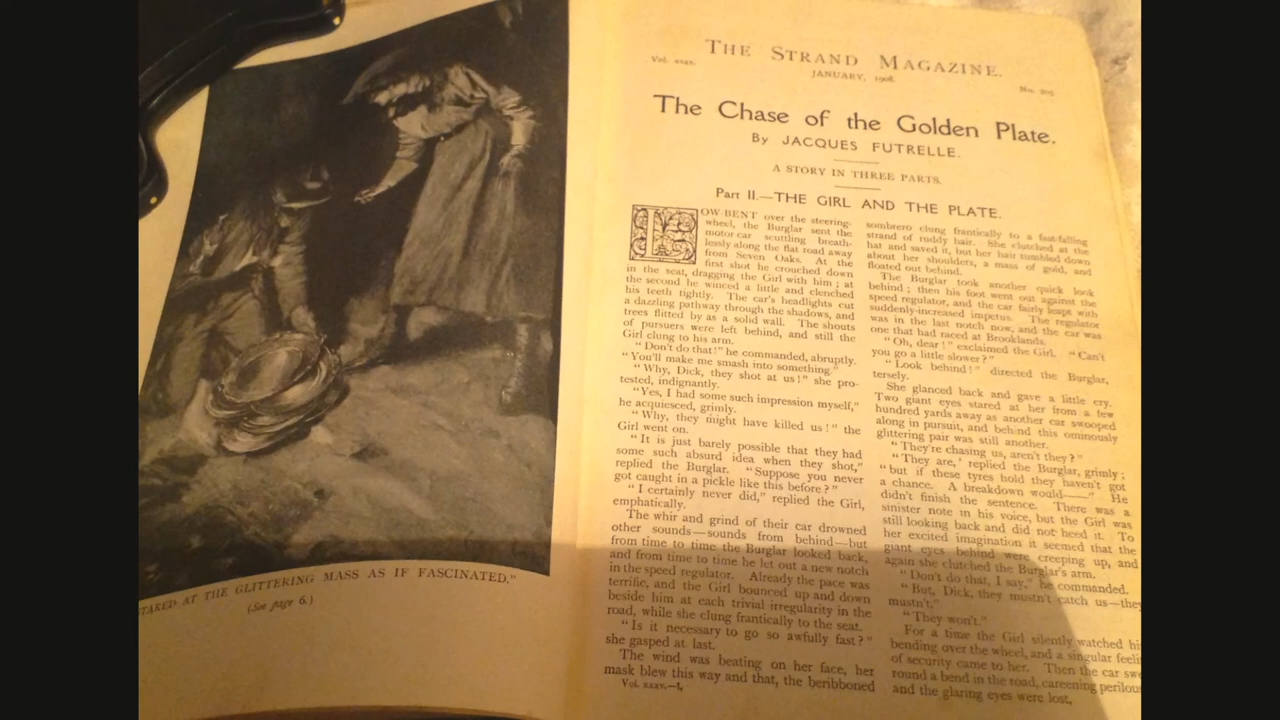 THE STRAND MAGAZINE.
Vol. xxxv.
JANUARY, 1908.
No. 205
The Chase of the Golden Plate.
By JACQUES FUTRELLE.
A STORY IN THREE PARTS.
Part II.—THE GIRL AND THE PLATE.
LOW-BENT over the steering-
wheel, the Burglar sent the
motor-car scuttling breath-
lessly along the flat road away
from Seven Oaks. At the
first shot he crouched down
in the seat, dragging the Girl with him; at
the second he winced a little and clenched
his teeth tightly. The car's headlights cut
a dazzling pathway through the shadows, and
trees flitted by as a solid wall. The shouts
of pursuers were left behind, and still the
Girl clung to his arm.
"Don't do that!" he commanded, abruptly.
"You'll make me smash into something."
"Why, Dick, they shot at us!" she pro-
tested, indignantly.
"Yes, I had some such impression myself,"
he acquiesced, grimly.
"Why, they might have killed us!" the
Girl went on.
"It is just barely possible that they had
some such absurd idea when they shot,"
replied the Burglar. "Suppose you never
got caught in a pickle like this before?"
"I certainly never did," replied the Girl,
emphatically.
The whir and grind of their car drowned
other sounds—sounds from behind—but
from time to time the Burglar looked back,
and from time to time he let out a new notch
in the speed regulator. Already the pace was
terrific, and the Girl bounced up and down
beside him at each trivial irregularity in the
road, while she clung frantically to the seat.
"Is it necessary to go so awfully fast?"
she gasped at last.
The wind was beating on her face, her
mask blew this way and that, the beribboned
Vol. xxxv.—1,
sombrero clung frantically to a fast-falling
strand of ruddy hair. She clutched at the
hat and saved it, but her hair tumbled down
about her shoulders, a mass of gold, and
floated out behind.
The Burglar took another quick look
behind; then his foot went out against the
speed regulator, and the car fairly leapt with
suddenly-increased impetus. The regulator
was in the last notch now, and the car was
one that had raced at Brooklands.
"Oh, dear!" exclaimed the Girl. "Can't
you go a little slower?"
"Look behind!" directed the Burglar,
tersely.
She glanced back and gave a little cry.
Two giant eyes stared at her from a few
hundred yards away as another car swooped
along in pursuit, and behind this ominously
glittering pair was still another.
"They're chasing us, aren't they?"
"They are,' replied the Burglar, grimly;
"but if these tyres hold they haven't got
a chance. A breakdown would——" He
didn't finish the sentence. There was a
sinister note in his voice, but the Girl was
still looking back and did not heed it. To
her excited imagination it seemed that the
giant eyes behind were creeping up, and
again she clutched the Burglar's arm.
"Don't do that, I say," he commanded.
"But, Dick, they mustn't catch us—they
mustn't."
"They won't."
For a time the Girl silently watched hi
bending over the wheel, and a singular feeli
of security came to her. Then the car swe
round a bend in the road, careening perilou
and the glaring eyes were lost.
AT THE GLITTERING MASS AS IF FASCINATED."
(See page 6.)